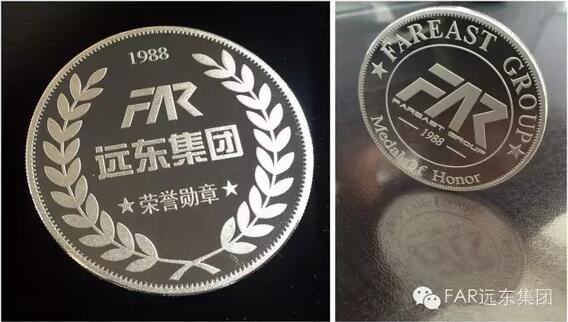 1988
FAR
远东集团
★荣誉勋章★
★FAREAST GROUP★
FAR
FAREAST GROUP
1988
Medal Of Honor
FAR远东集团